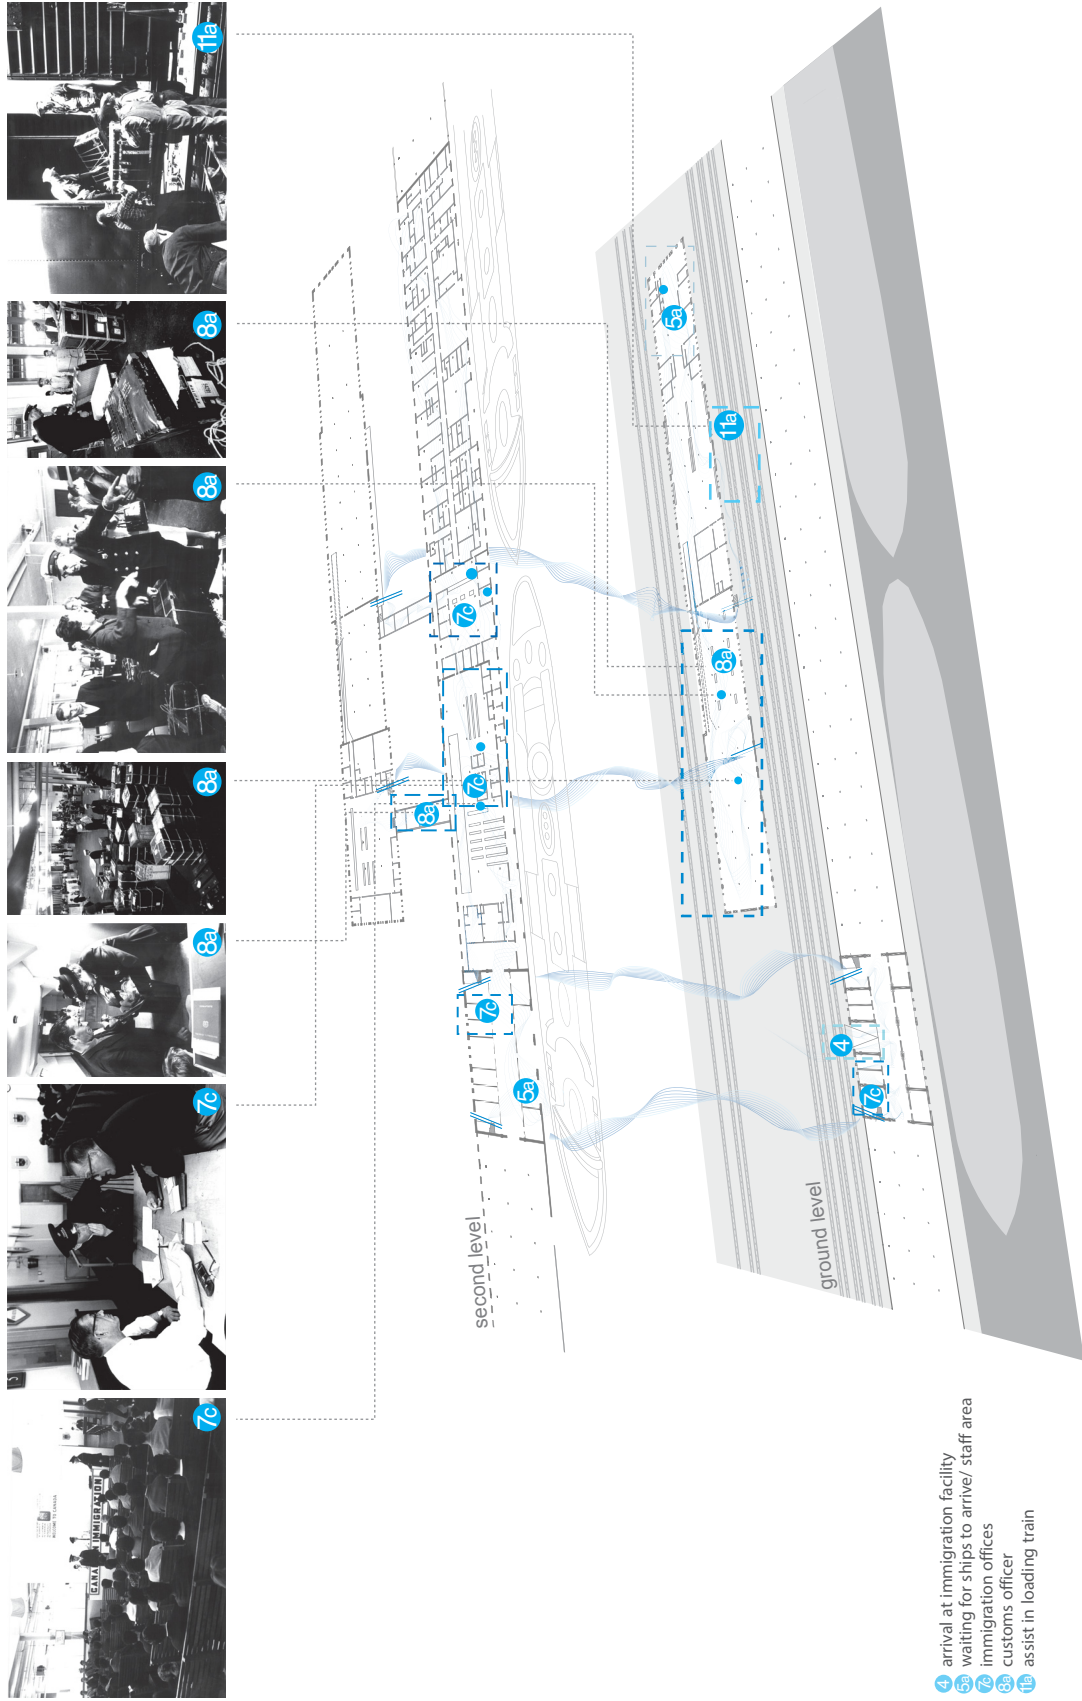 7c
7c
8a
8a
8a
8a
11a
WELCOME TO CANADA
IMMIGRATION
second level
5a
7c
8a
7c
7c
ground level
7c
4
8a
11a
5a
4 arrival at immigration facility
5a waiting for ships to arrive/ staff area
7c immigration offices
8a customs officer
11a assist in loading train